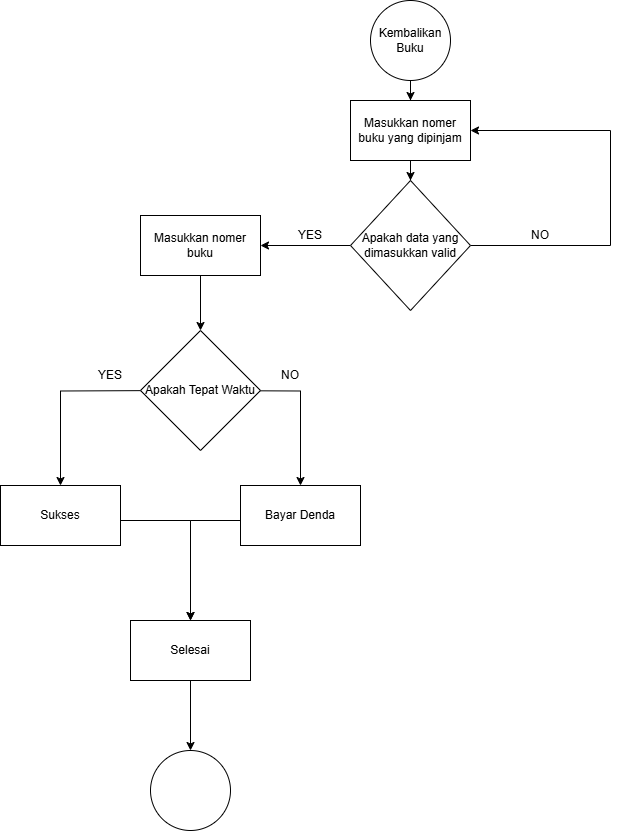 Kembalikan
Buku
Masukkan nomer
buku yang dipinjam
Apakah data yang
dimasukkan valid
YES
NO
Masukkan nomer
buku
Apakah Tepat Waktu
YES
NO
Sukses
Bayar Denda
Selesai